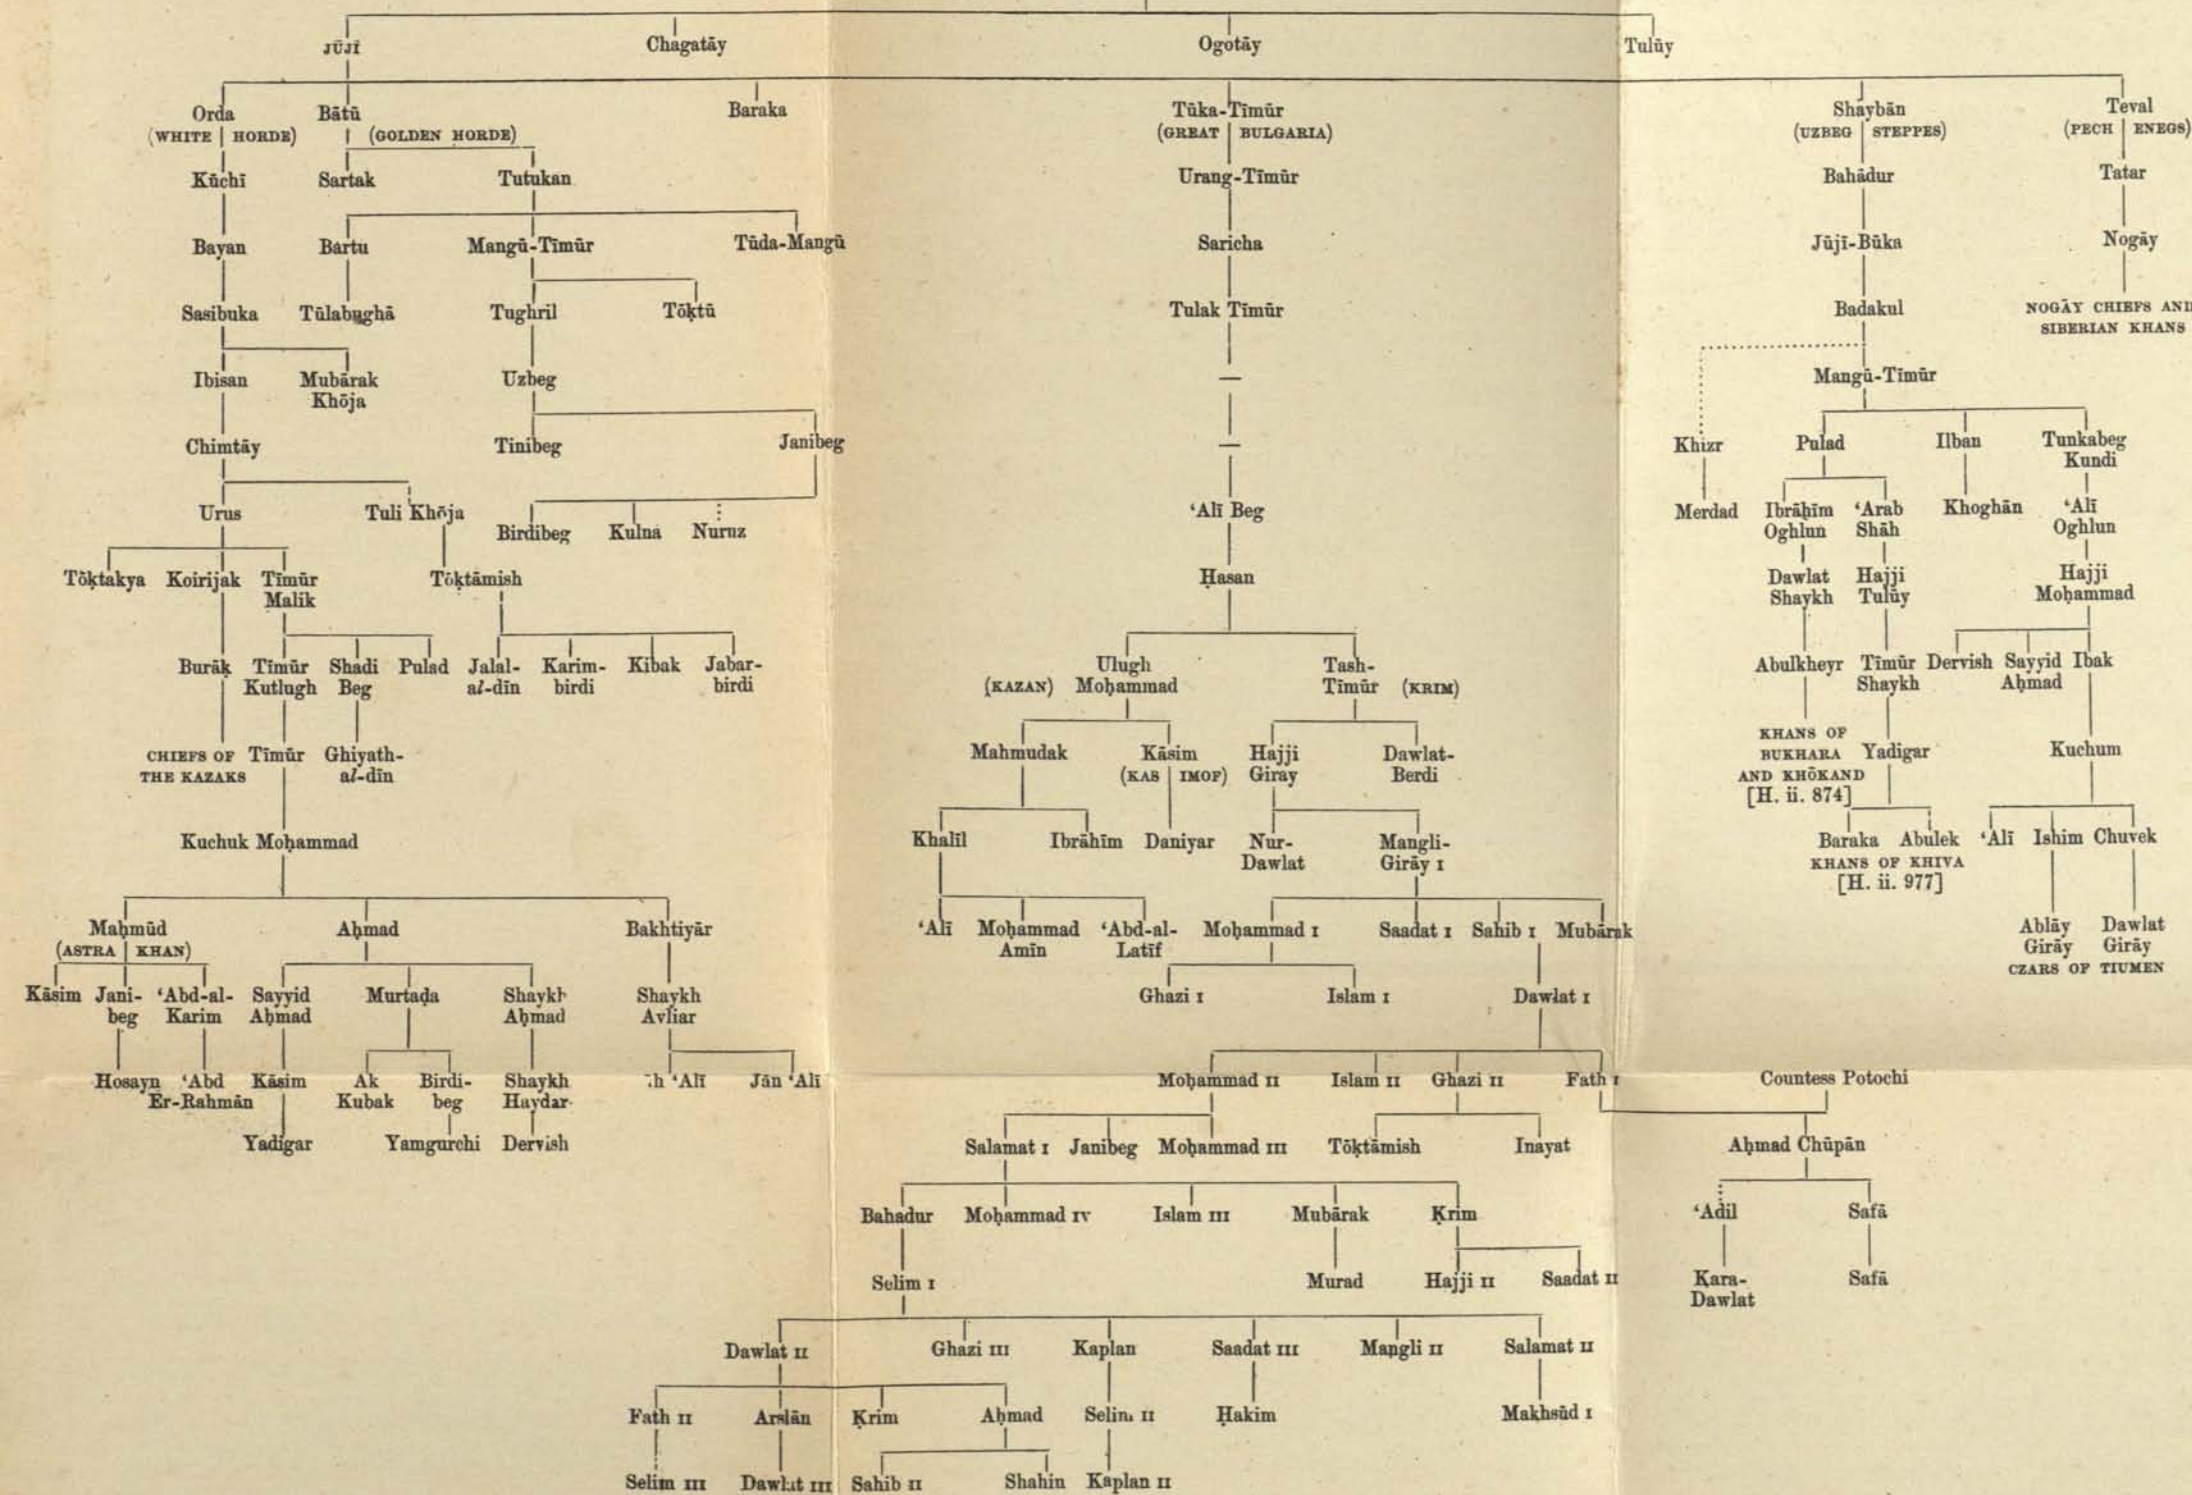 JŪJĪ Chagatāy Ogotāy Tulūy
Orda Bātū Baraka Tūka-Tīmūr Shaybān Teval
(WHITE HORDE) (GOLDEN HORDE) (GREAT BULGARIA) (UZBEG STEPPES) (PECH ENEGS)
Kūchī Sartak Tutukan Urang-Tīmūr Bahādur Tatar
Bayan Bartu Mangū-Tīmūr Tūda-Mangū Saricha Jūjī-Būka Nogāy
Sasibuka Tūlabughā Tughril Tōḳtū Tulak Tīmūr Badakul NOGĀY CHIEFS AND
SIBERIAN KHANS
Ibisan Mubārak Uzbeg — Mangū-Tīmūr
Khōja
Chimtāy Tinibeg Janibeg — Khizr Pulad Ilban Tunkabeg
Kundi
Urus Tuli Khōja Birdibeg Kulna Nuruz ‘Alī Beg Merdad Ibrāḥīm ‘Arab Khoghān ‘Alī
Oghlun Shāh Oghlun
Tōḳtakya Koirijak Tīmūr Tōḳtāmish Ḥasan Dawlat Hajji Hajji
Malik Shaykh Tulūy Moḥammad
Burāḳ Tīmūr Shadi Pulad Jalal- Karim- Kibak Jabar- Ulugh Tash- Abulkheyr Tīmūr Dervish Sayyid Ibak
Kutlugh Beg al-dīn birdi birdi (KAZAN) Moḥammad Tīmūr (KRIM) Shaykh Aḥmad
KHANS OF
CHIEFS OF Tīmūr Ghiyath- Mahmudak Kāsim Hajji Dawlat- BUKHARA Yadigar Kuchum
THE KAZAKS al-dīn (KAS IMOF) Giray Berdi AND KHŌKAND
[H. ii. 874]
Kuchuk Moḥammad Khalīl Ibrāhīm Daniyar Nur- Mangli- Baraka Abulek ‘Alī Ishim Chuvek
Dawlat Girāy I KHANS OF KHIVA
[H. ii. 977]
Maḥmūd Aḥmad Bakhtiyār ‘Alī Moḥammad ‘Abd-al- Moḥammad I Saadat I Sahib I Mubārak Ablāy Dawlat
(ASTRA KHAN) Amīn Latīf Girāy Girāy
CZARS OF TIUMEN
Kāsim Jani- ‘Abd-al- Sayyid Murtaḍa Shaykh Shaykh Ghazi I Islam I Dawlat I
beg Karim Aḥmad Aḥmad Avliar
Hosayn ‘Abd Kāsim Ak Birdi- Shaykh ‘Alī Jān ‘Alī Moḥammad II Islam II Ghazi II Fath I Countess Potochi
Er-Rahmān Kubak beg Haydar
Yadigar Yamgurchi Dervish Salamat I Janibeg Moḥammad III Tōḳtāmish Inayat Aḥmad Chūpān
Bahadur Moḥammad IV Islam III Mubārak Ḳrim ‘Adil Safā
Selim I Murad Hajji II Saadat II Kara- Safā
Dawlat
Dawlat II Ghazi III Kaplan Saadat III Mangli II Salamat II
Fath II Arslān Ḳrim Aḥmad Selim II Ḥakim Makhsūd I
Selim III Dawlat III Sahib II Shahin Kaplan II